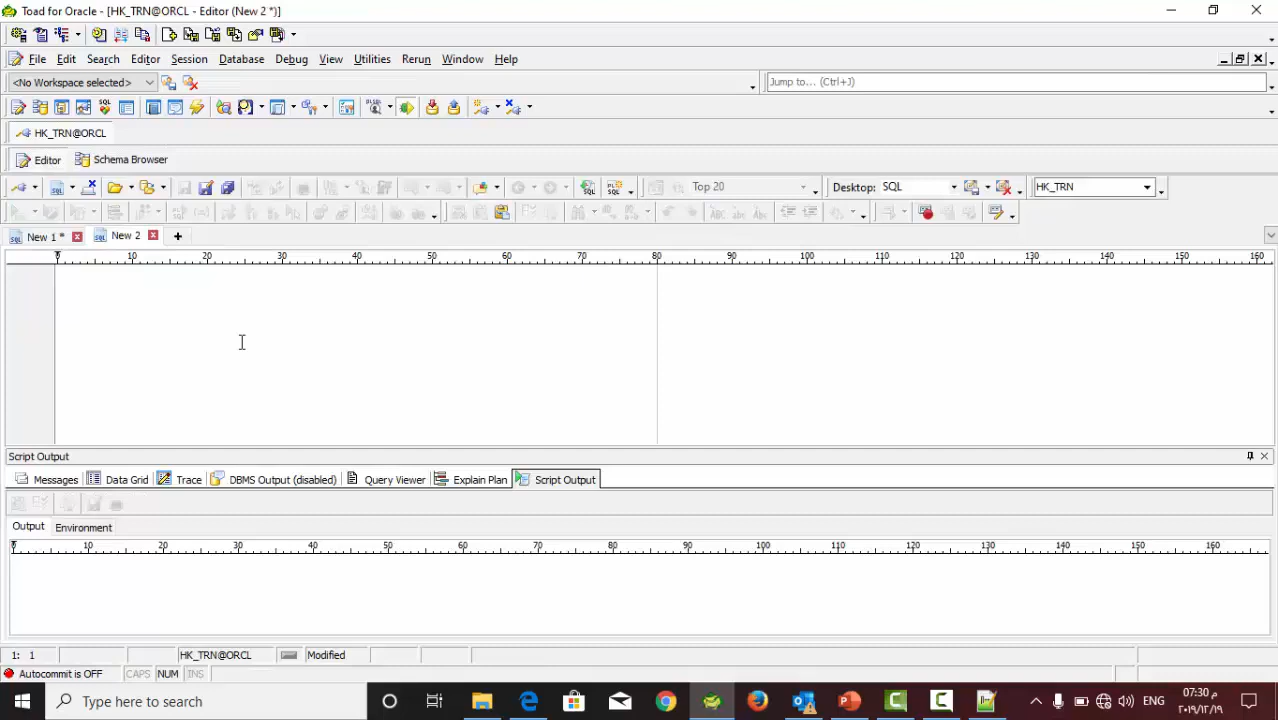 Toad for Oracle - [HK_TRN@ORCL - Editor (New 2 *)]
File Edit Search Editor Session Database Debug View Utilities Rerun Window Help
<No Workspace selected> Jump to... (Ctrl+J)
HK_TRN@ORCL
Editor Schema Browser
Top 20 Desktop: SQL HK_TRN
New 1 * New 2 +
0 10 20 30 40 50 60 70 80 90 100 110 120 130 140 150 160
Script Output
Messages Data Grid Trace DBMS Output (disabled) Query Viewer Explain Plan Script Output
Output Environment
0 10 20 30 40 50 60 70 80 90 100 110 120 130 140 150 160
1: 1 HK_TRN@ORCL Modified
Autocommit is OFF CAPS NUM INS
Type here to search ENG 07:30 م
٢٠١٩/١٢/١٩